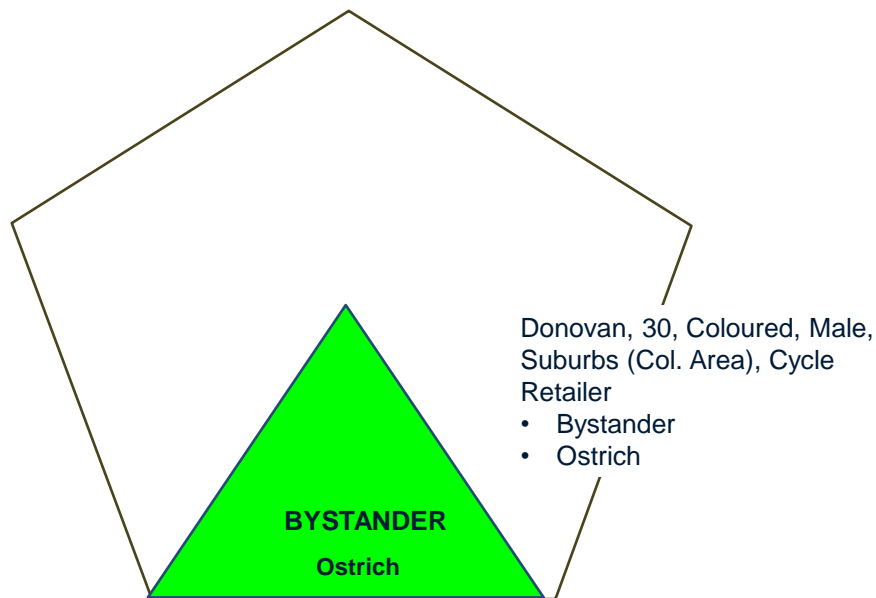 Donovan, 30, Coloured, Male,
Suburbs (Col. Area), Cycle
Retailer
• Bystander
• Ostrich
BYSTANDER
Ostrich